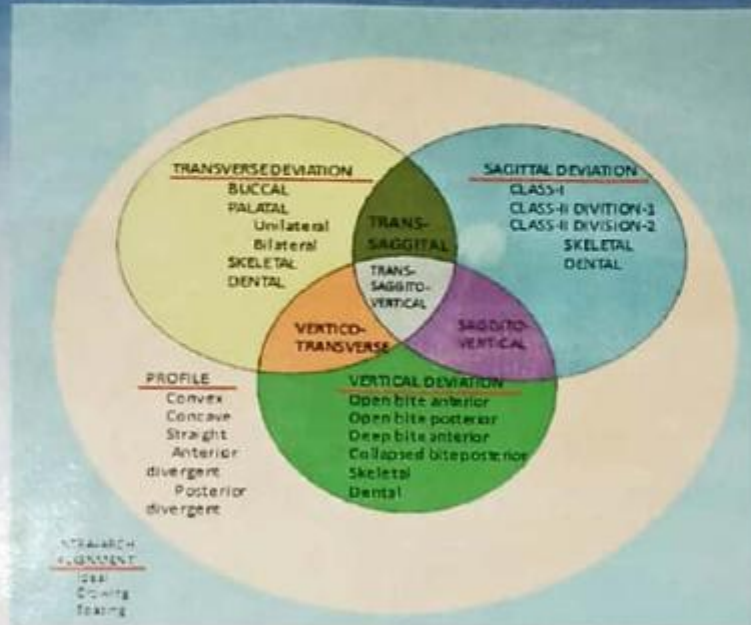 TRANSVERSE DEVIATION
BUCCAL
PALATAL
Unilateral
Bilateral
SKELETAL
DENTAL
SAGITTAL DEVIATION
CLASS-I
CLASS-II DIVITION-1
CLASS-II DIVISION-2
SKELETAL
DENTAL
TRANS-
SAGGITAL
TRANS-
SAGGITO-
VERTICAL
VERTICO-
TRANSVERSE
SAGGITO-
VERTICAL
PROFILE
Convex
Concave
Straight
Anterior
divergent
Posterior
divergent
VERTICAL DEVIATION
Open bite anterior
Open bite posterior
Deep bite anterior
Collapsed bite posterior
Skeletal
Dental
ALIGNMENT
Ideal